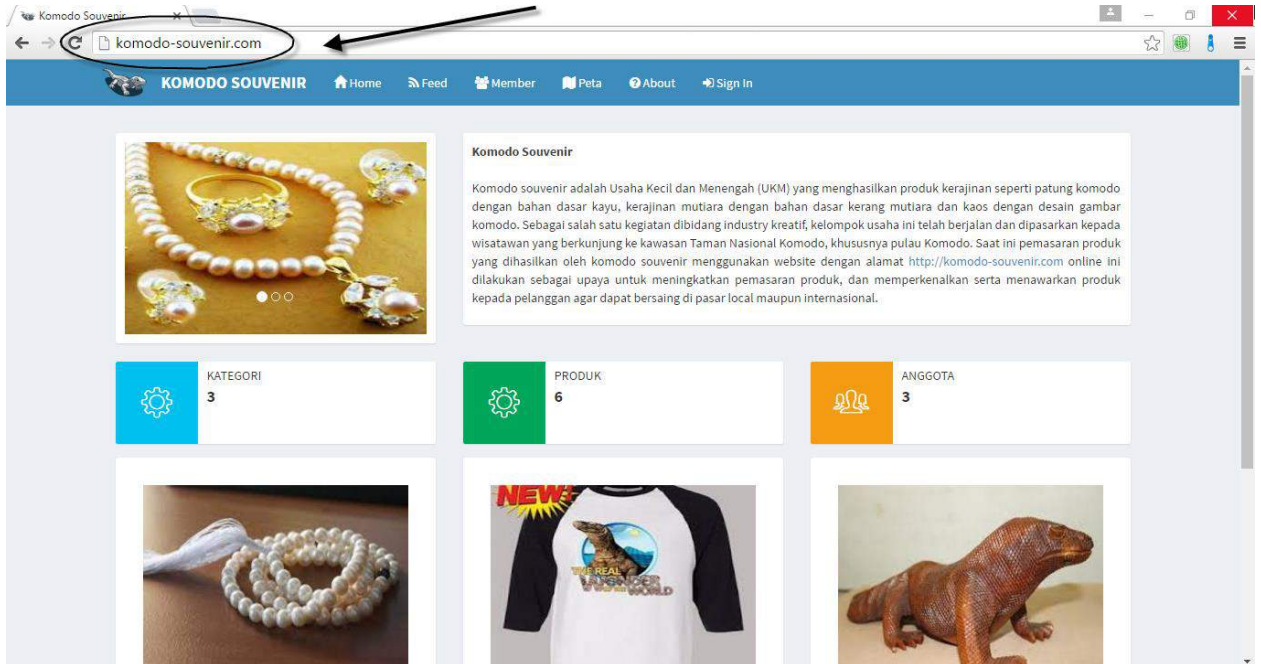 Komodo Souvenir
komodo-souvenir.com
KOMODO SOUVENIR Home Feed Member Peta About Sign In
Komodo Souvenir
Komodo souvenir adalah Usaha Kecil dan Menengah (UKM) yang menghasilkan produk kerajinan seperti patung komodo
dengan bahan dasar kayu, kerajinan mutiara dengan bahan dasar kerang mutiara dan kaos dengan desain gambar
komodo. Sebagai salah satu kegiatan dibidang industry kreatif, kelompok usaha ini telah berjalan dan dipasarkan kepada
wisatawan yang berkunjung ke kawasan Taman Nasional Komodo, khususnya pulau Komodo. Saat ini pemasaran produk
yang dihasilkan oleh komodo souvenir menggunakan website dengan alamat http://komodo-souvenir.com online ini
dilakukan sebagai upaya untuk meningkatkan pemasaran produk, dan memperkenalkan serta menawarkan produk
kepada pelanggan agar dapat bersaing di pasar local maupun internasional.
KATEGORI
3
PRODUK
6
ANGGOTA
3
NEW!
THE REAL
WORLD